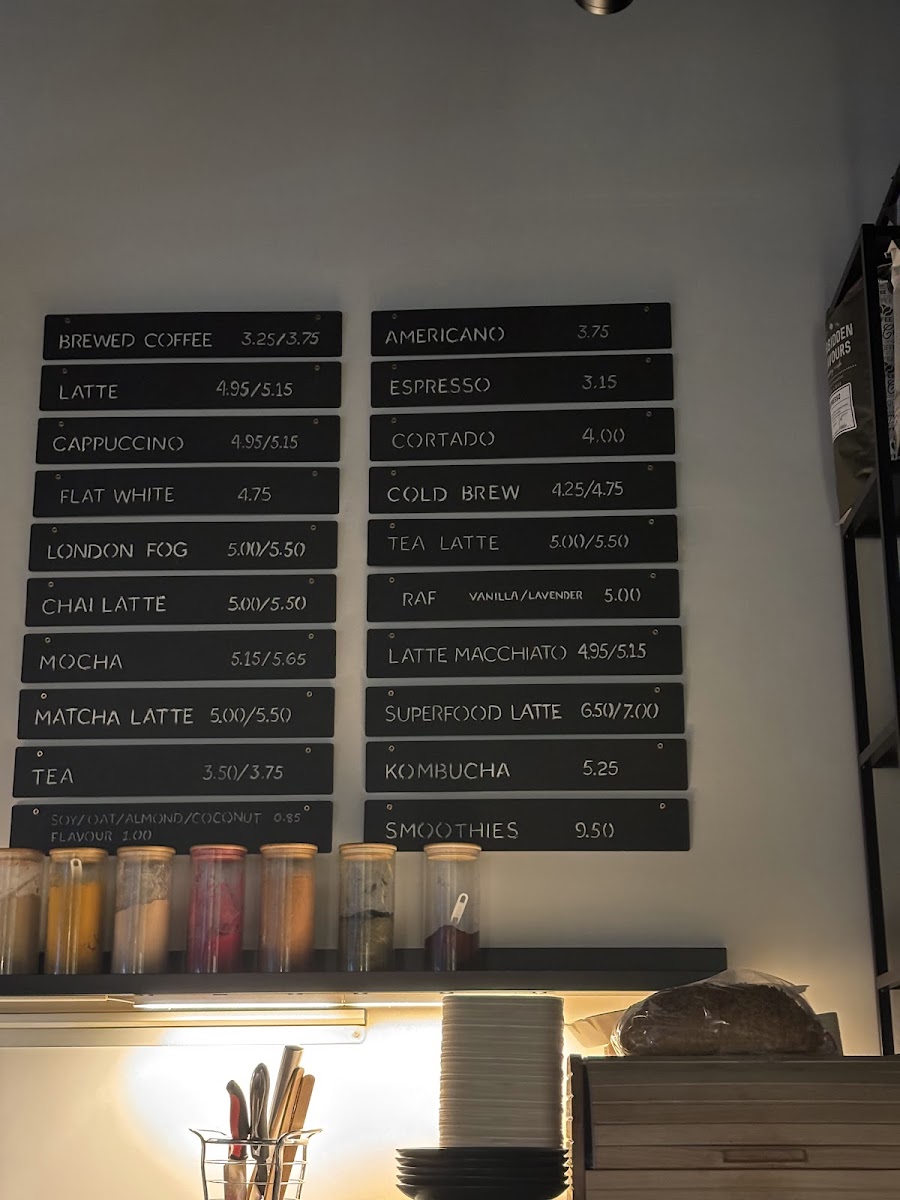 BREWED COFFEE 3.25/3.75
LATTE 4.95/5.15
CAPPUCCINO 4.95/5.15
FLAT WHITE 4.75
LONDON FOG 5.00/5.50
CHAI LATTE 5.00/5.50
MOCHA 5.15/5.65
MATCHA LATTE 5.00/5.50
TEA 3.50/3.75
SOY/OAT/ALMOND/COCONUT 0.85
FLAVOUR 1.00
AMERICANO 3.75
ESPRESSO 3.15
CORTADO 4.00
COLD BREW 4.25/4.75
TEA LATTE 5.00/5.50
RAF VANILLA/LAVENDER 5.00
LATTE MACCHIATO 4.95/5.15
SUPERFOOD LATTE 6.50/7.00
KOMBUCHA 5.25
SMOOTHIES 9.50